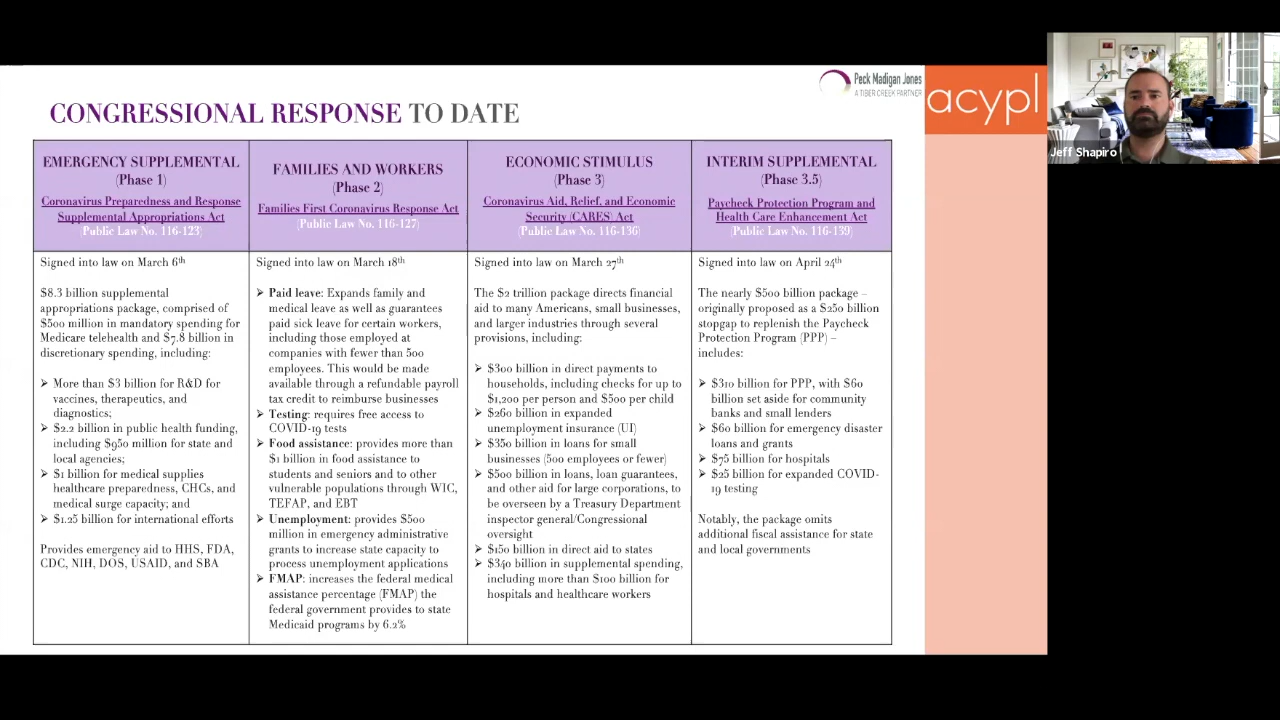 Peck Madigan Jones
A TIBER CREEK PARTNER
acypl
Jeff Shapiro
CONGRESSIONAL RESPONSE TO DATE
EMERGENCY SUPPLEMENTAL
(Phase 1)
Coronavirus Preparedness and Response
Supplemental Appropriations Act
(Public Law No. 116-123)
Signed into law on March 6th
$8.3 billion supplemental
appropriations package, comprised of
$500 million in mandatory spending for
Medicare telehealth and $7.8 billion in
discretionary spending, including:
➢ More than $3 billion for R&D for
vaccines, therapeutics, and
diagnostics;
➢ $2.2 billion in public health funding,
including $950 million for state and
local agencies;
➢ $1 billion for medical supplies
healthcare preparedness, CHCs, and
medical surge capacity; and
➢ $1.25 billion for international efforts
Provides emergency aid to HHS, FDA,
CDC, NIH, DOS, USAID, and SBA
FAMILIES AND WORKERS
(Phase 2)
Families First Coronavirus Response Act
(Public Law No. 116-127)
Signed into law on March 18th
➢ Paid leave: Expands family and
medical leave as well as guarantees
paid sick leave for certain workers,
including those employed at
companies with fewer than 500
employees. This would be made
available through a refundable payroll
tax credit to reimburse businesses
➢ Testing: requires free access to
COVID-19 tests
➢ Food assistance: provides more than
$1 billion in food assistance to
students and seniors and to other
vulnerable populations through WIC,
TEFAP, and EBT
➢ Unemployment: provides $500
million in emergency administrative
grants to increase state capacity to
process unemployment applications
➢ FMAP: increases the federal medical
assistance percentage (FMAP) the
federal government provides to state
Medicaid programs by 6.2%
ECONOMIC STIMULUS
(Phase 3)
Coronavirus Aid, Relief, and Economic
Security (CARES) Act
(Public Law No. 116-136)
Signed into law on March 27th
The $2 trillion package directs financial
aid to many Americans, small businesses,
and larger industries through several
provisions, including:
➢ $300 billion in direct payments to
households, including checks for up to
$1,200 per person and $500 per child
➢ $260 billion in expanded
unemployment insurance (UI)
➢ $350 billion in loans for small
businesses (500 employees or fewer)
➢ $500 billion in loans, loan guarantees,
and other aid for large corporations, to
be overseen by a Treasury Department
inspector general/Congressional
oversight
➢ $150 billion in direct aid to states
➢ $340 billion in supplemental spending,
including more than $100 billion for
hospitals and healthcare workers
INTERIM SUPPLEMENTAL
(Phase 3.5)
Paycheck Protection Program and
Health Care Enhancement Act
(Public Law No. 116-139)
Signed into law on April 24th
The nearly $500 billion package –
originally proposed as a $250 billion
stopgap to replenish the Paycheck
Protection Program (PPP) –
includes:
➢ $310 billion for PPP, with $60
billion set aside for community
banks and small lenders
➢ $60 billion for emergency disaster
loans and grants
➢ $75 billion for hospitals
➢ $25 billion for expanded COVID-
19 testing
Notably, the package omits
additional fiscal assistance for state
and local governments